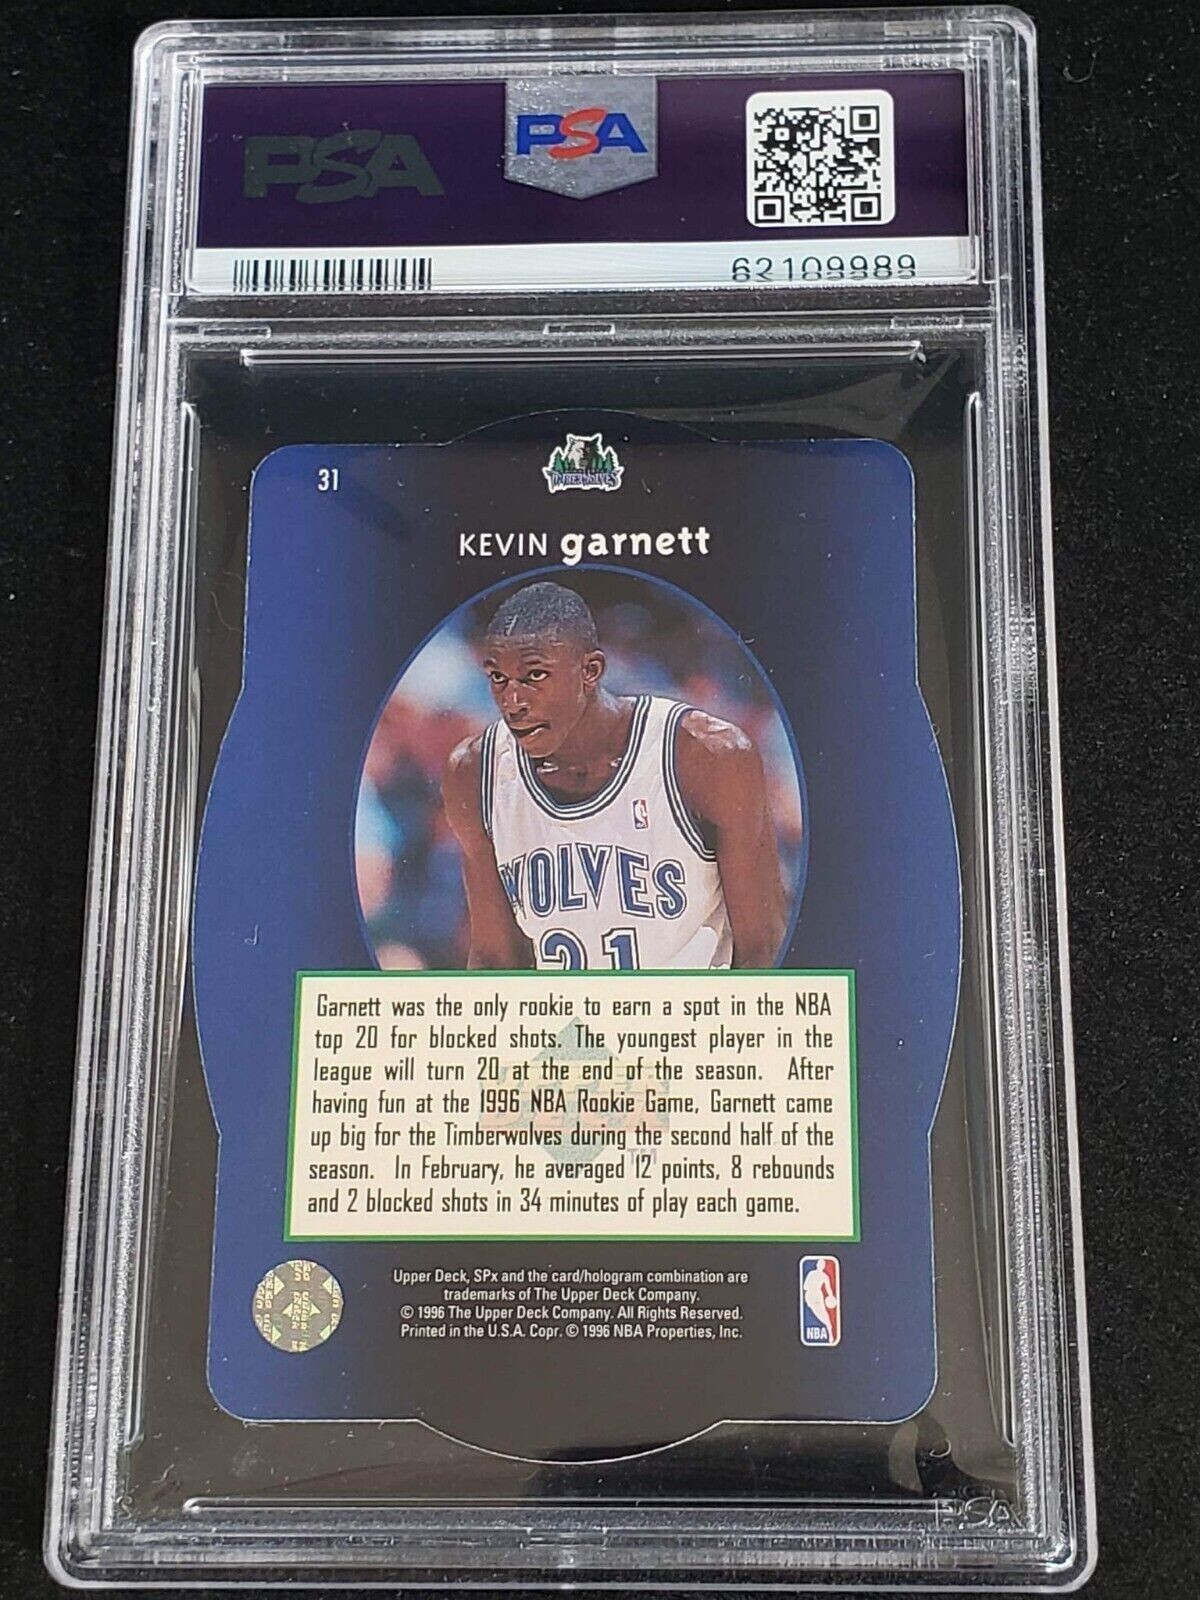 PSA
PSA
62109989
31
TIMBERWOLVES
KEVIN garnett
WOLVES
21
Garnett was the only rookie to earn a spot in the NBA
top 20 for blocked shots. The youngest player in the
league will turn 20 at the end of the season. After
having fun at the 1996 NBA Rookie Game, Garnett came
up big for the Timberwolves during the second half of the
season. In February, he averaged 12 points, 8 rebounds
and 2 blocked shots in 34 minutes of play each game.
UPPER DECK
TM
Upper Deck, SPx and the card/hologram combination are
trademarks of The Upper Deck Company.
© 1996 The Upper Deck Company. All Rights Reserved.
Printed in the U.S.A. Copr. © 1996 NBA Properties, Inc.
NBA
PSA